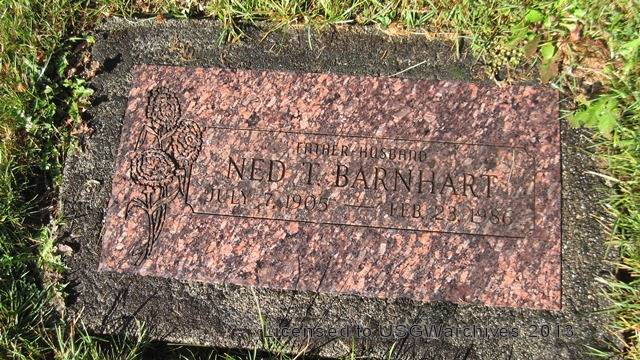 FATHER-HUSBAND
NED T. BARNHART
JULY 7, 1905 — FEB. 23, 1986
Licensed to USGWarchives 2013